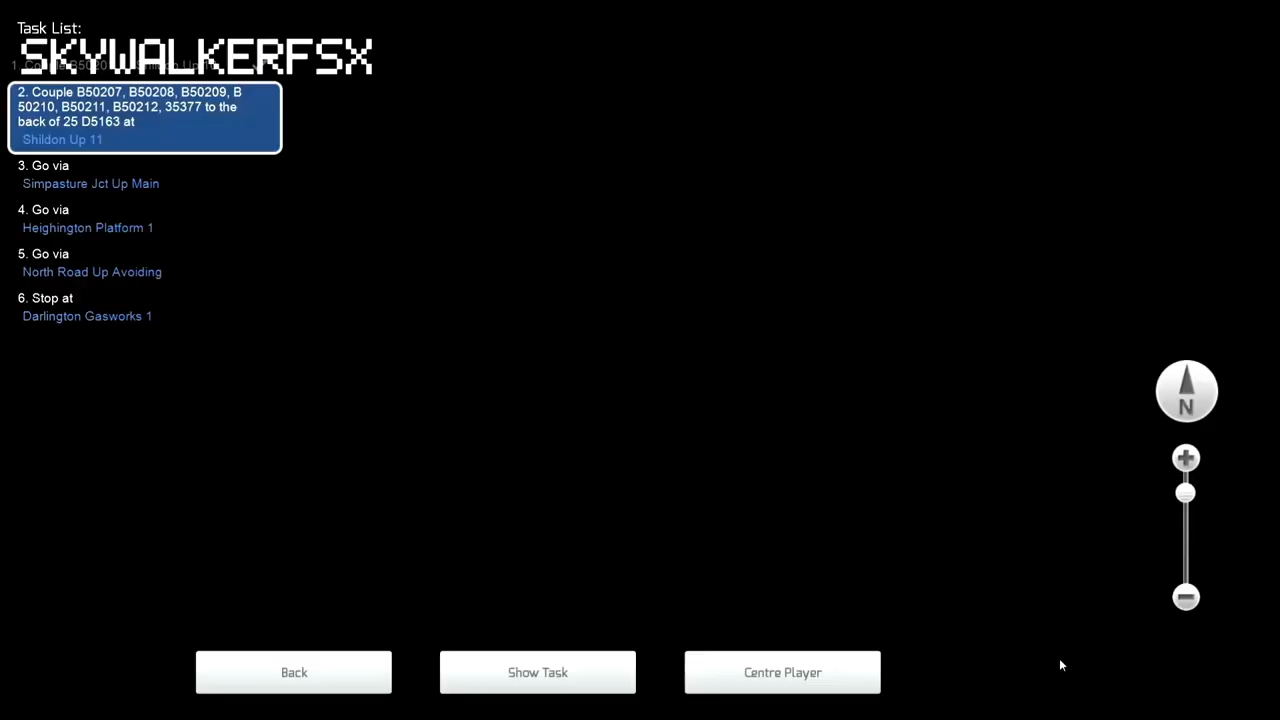 Task List:
SKYWALKERFSX
2. Couple B50207, B50208, B50209, B
50210, B50211, B50212, 35377 to the
back of 25 D5163 at
Shildon Up 11
3. Go via
Simpasture Jct Up Main
4. Go via
Heighington Platform 1
5. Go via
North Road Up Avoiding
6. Stop at
Darlington Gasworks 1
N
Back
Show Task
Centre Player